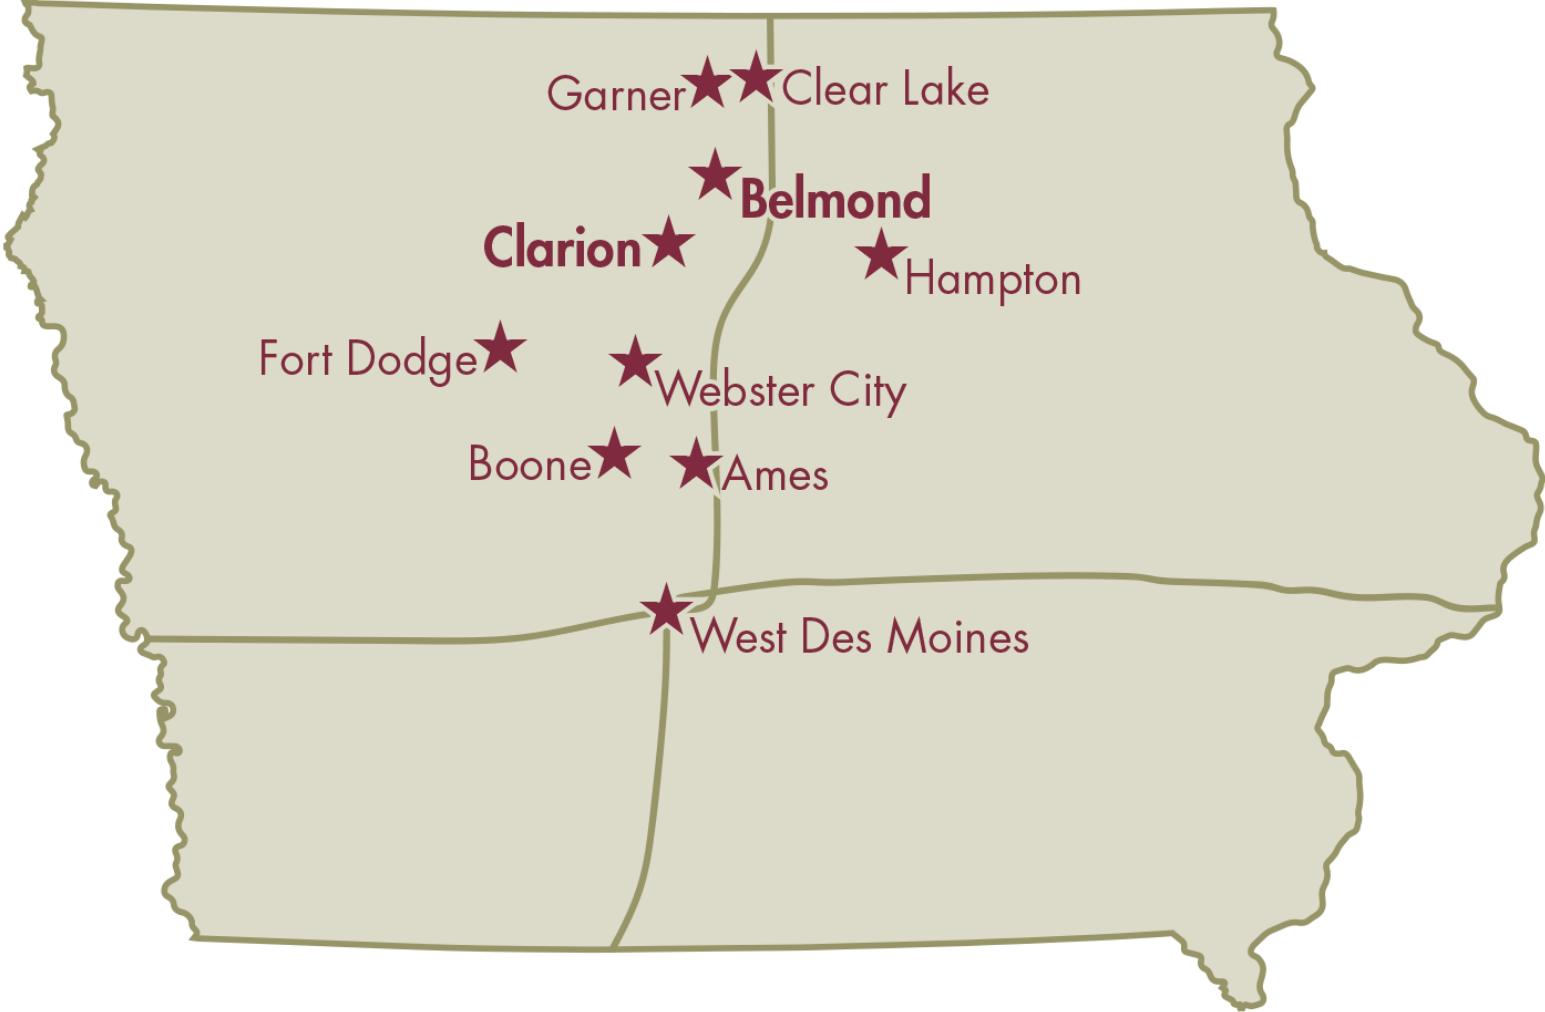 Garner
Clear Lake
Belmond
Clarion
Hampton
Fort Dodge
Webster City
Boone
Ames
West Des Moines